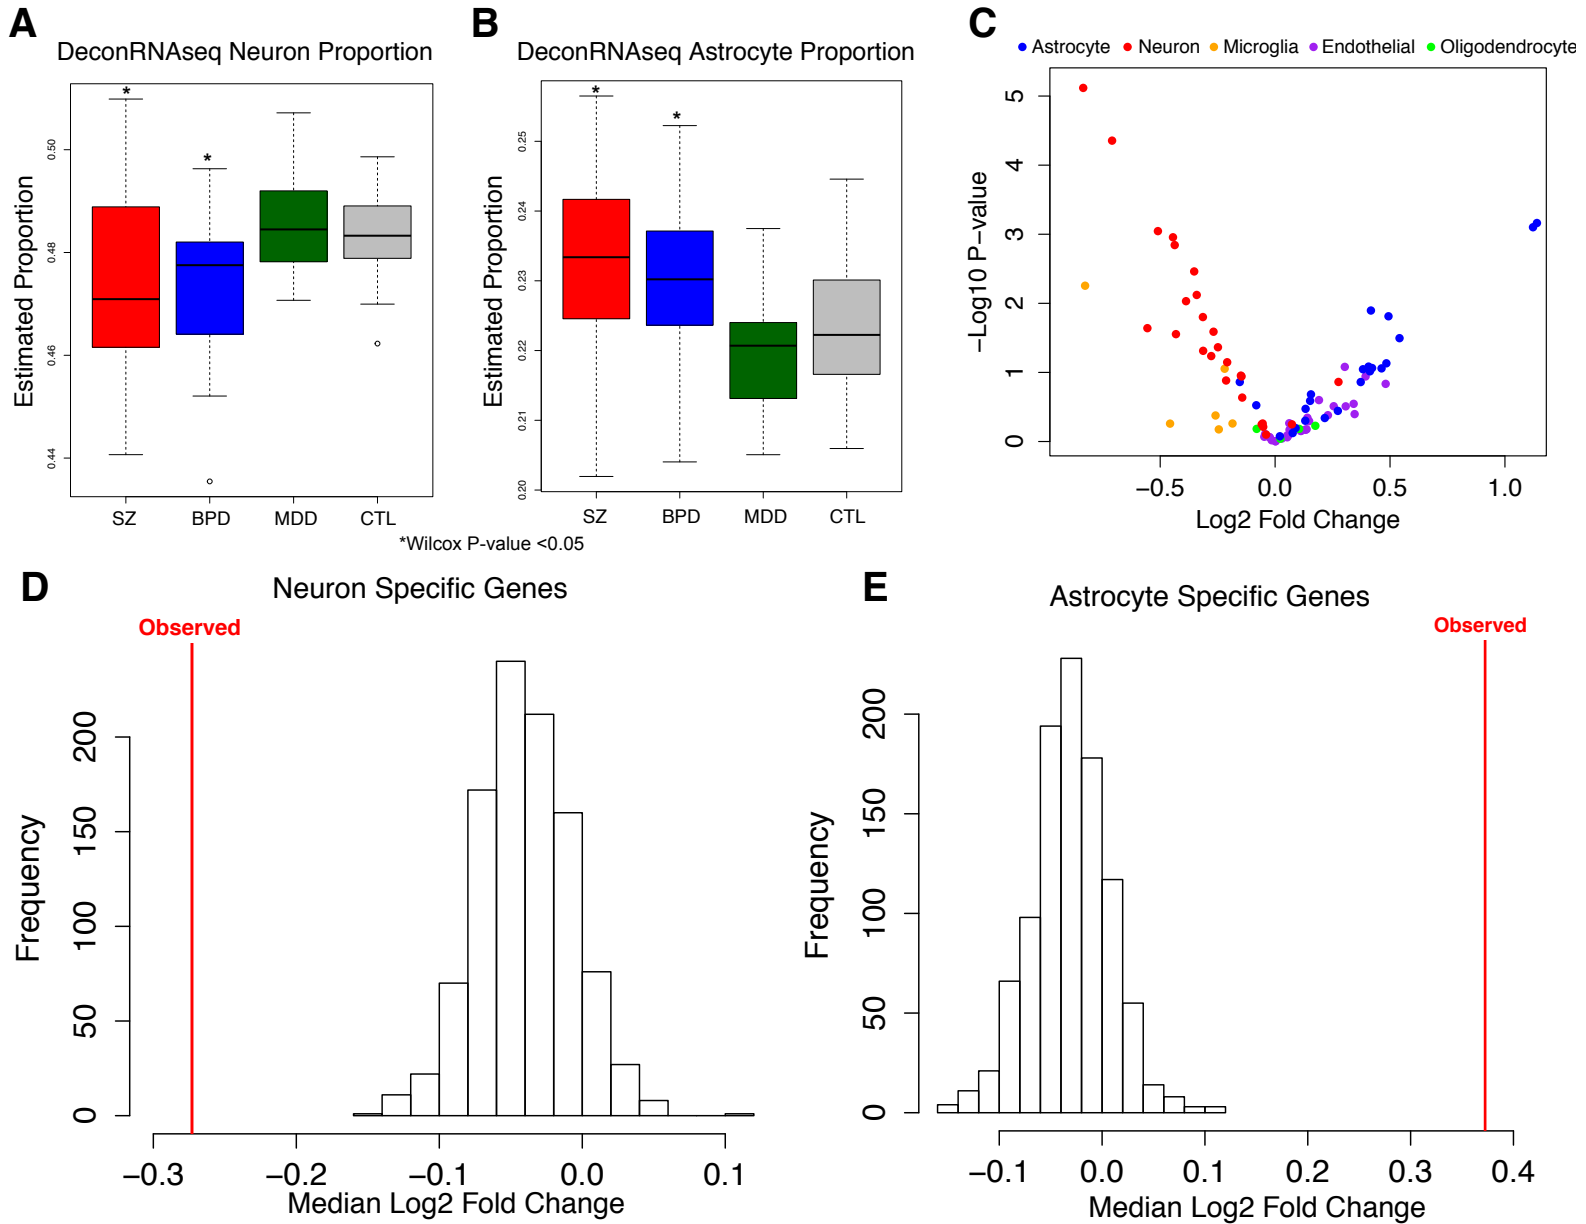 A
DeconRNAseq Neuron Proportion
Estimated Proportion
0.50
0.48
0.46
0.44
*
*
SZ
BPD
MDD
CTL
B
DeconRNAseq Astrocyte Proportion
Estimated Proportion
0.25
0.24
0.23
0.22
0.21
0.20
*
*
SZ
BPD
MDD
CTL
*Wilcox P-value <0.05
C
Astrocyte
Neuron
Microglia
Endothelial
Oligodendrocyte
−Log10 P−value
5
4
3
2
1
0
−0.5
0.0
0.5
1.0
Log2 Fold Change
D
Neuron Specific Genes
Observed
Frequency
200
150
100
50
0
−0.3
−0.2
−0.1
0.0
0.1
Median Log2 Fold Change
E
Astrocyte Specific Genes
Observed
Frequency
200
150
100
50
0
−0.1
0.0
0.1
0.2
0.3
0.4
Median Log2 Fold Change